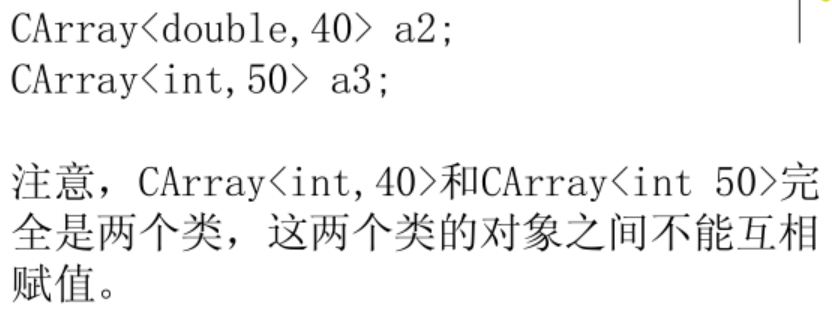 CArray<double,40> a2;
CArray<int,50> a3;
注意，CArray<int,40>和CArray<int 50>完
全是两个类，这两个类的对象之间不能互相
赋值。